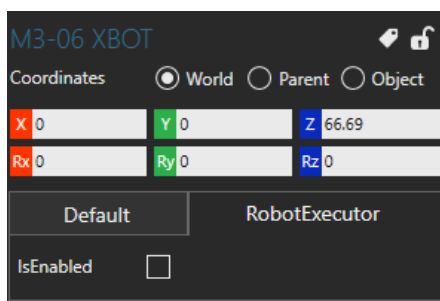 M3-06 XBOT
Coordinates World Parent Object
X 0 Y 0 Z 66.69
Rx 0 Ry 0 Rz 0
Default RobotExecutor
IsEnabled